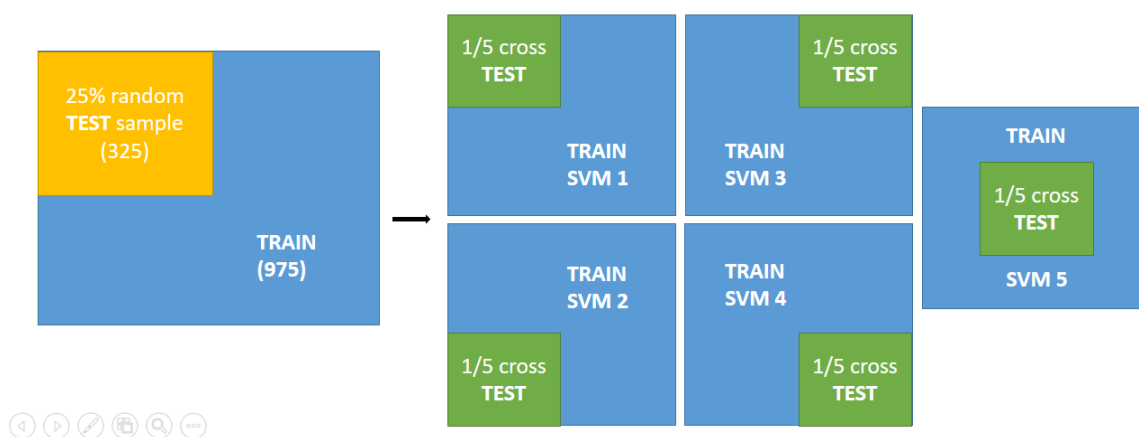 25% random
TEST sample
(325)
TRAIN
(975)
1/5 cross
TEST
TRAIN
SVM 1
TRAIN
SVM 2
1/5 cross
TEST
1/5 cross
TEST
TRAIN
SVM 3
TRAIN
SVM 4
1/5 cross
TEST
TRAIN
1/5 cross
TEST
SVM 5